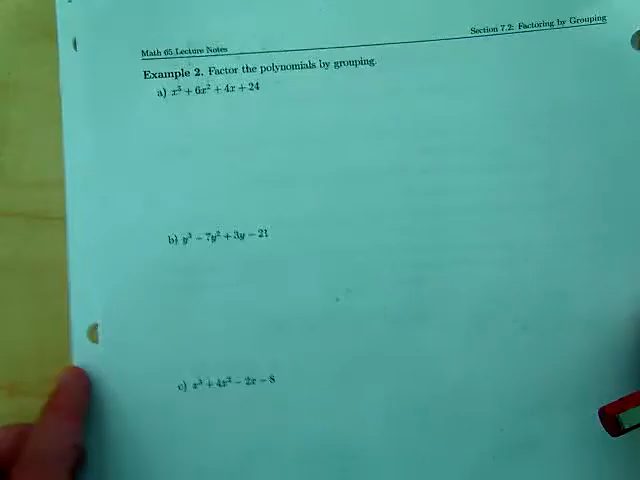 Section 7.2: Factoring by Grouping
Math 65 Lecture Notes
Example 2. Factor the polynomials by grouping.
a) x³ + 6x² + 4x + 24
b) y³ − 7y² + 3y − 21
c) x³ + 4x² − 2x − 8